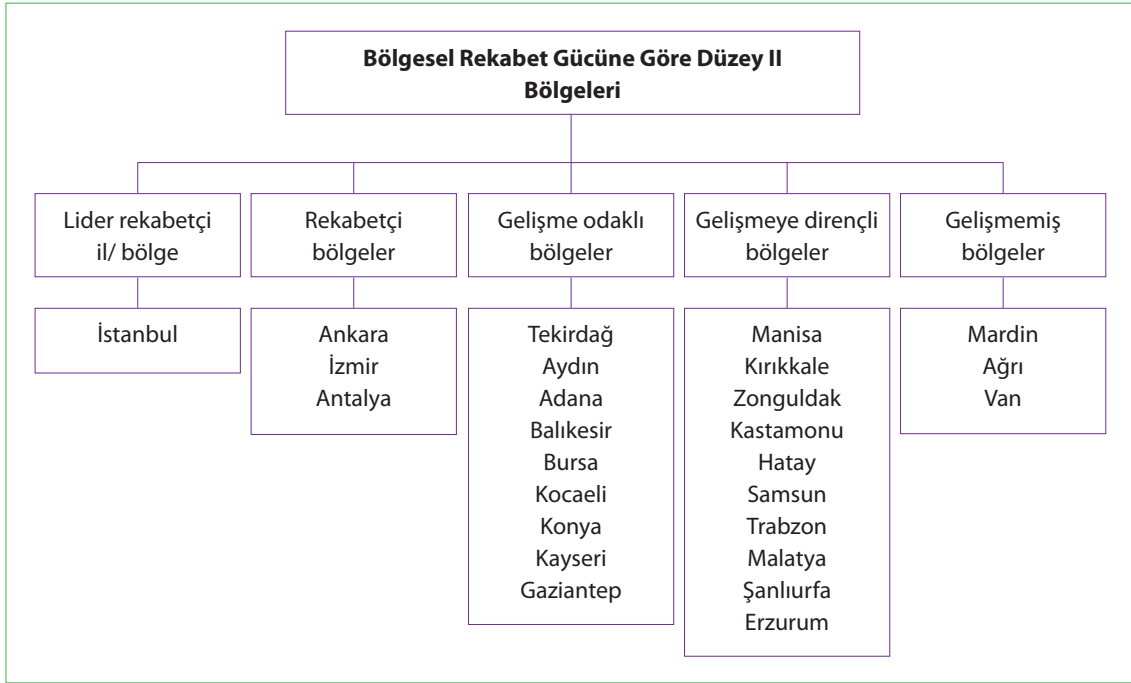 Bölgesel Rekabet Gücüne Göre Düzey II
Bölgeleri
Lider rekabetçi
il/ bölge
İstanbul
Rekabetçi
bölgeler
Ankara
İzmir
Antalya
Gelişme odaklı
bölgeler
Tekirdağ
Aydın
Adana
Balıkesir
Bursa
Kocaeli
Konya
Kayseri
Gaziantep
Gelişmeye dirençli
bölgeler
Manisa
Kırıkkale
Zonguldak
Kastamonu
Hatay
Samsun
Trabzon
Malatya
Şanlıurfa
Erzurum
Gelişmemiş
bölgeler
Mardin
Ağrı
Van